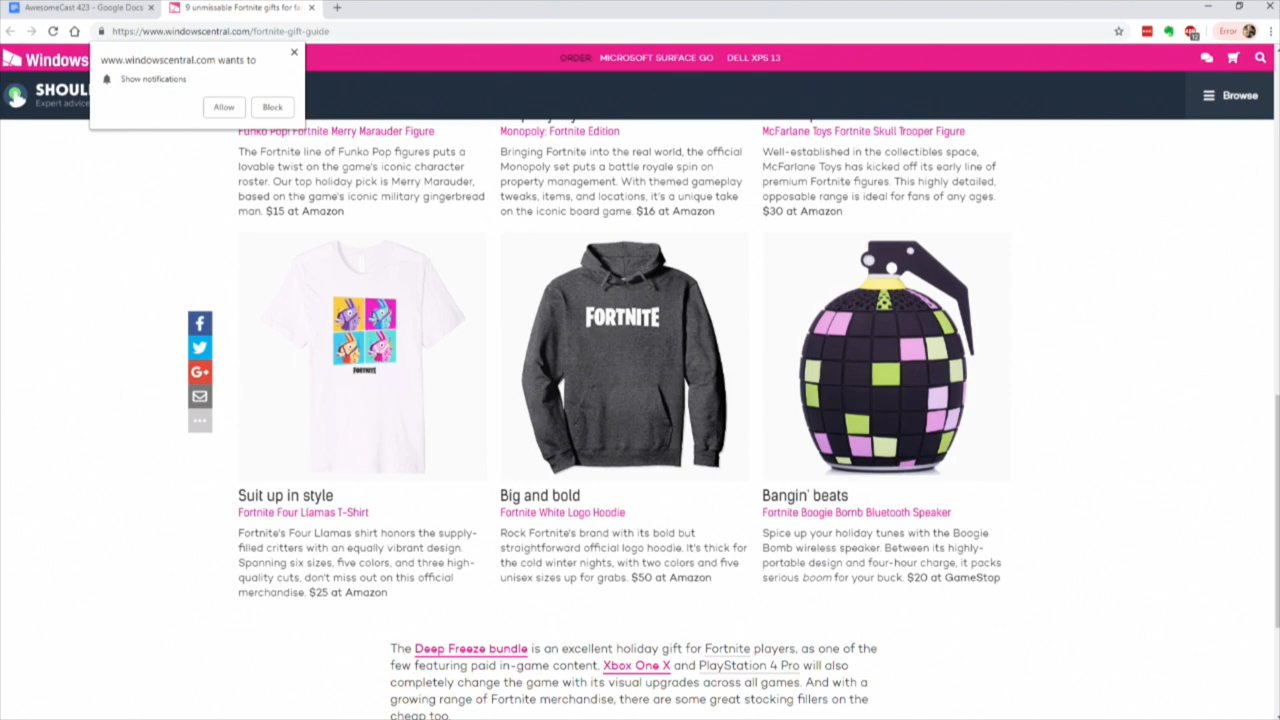 AwesomeCast 423 - Google Docs
9 unmissable Fortnite gifts for fa
https://www.windowscentral.com/fortnite-gift-guide
Error
www.windowscentral.com wants to
Show notifications
Allow
Block
Windows
ORDER
MICROSOFT SURFACE GO
DELL XPS 13
SHOUL
Expert advice
Browse
Funko Pop! Fortnite Merry Marauder Figure
The Fortnite line of Funko Pop figures puts a
lovable twist on the game's iconic character
roster. Our top holiday pick is Merry Marauder,
based on the game's iconic military gingerbread
man. $15 at Amazon
Monopoly: Fortnite Edition
Bringing Fortnite into the real world, the official
Monopoly set puts a battle royale spin on
property management. With themed gameplay
tweaks, items, and locations, it's a unique take
on the iconic board game. $16 at Amazon
McFarlane Toys Fortnite Skull Trooper Figure
Well-established in the collectibles space,
McFarlane Toys has kicked off its early line of
premium Fortnite figures. This highly detailed,
opposable range is ideal for fans of any ages.
$30 at Amazon
FORTNITE
FORTNITE
Suit up in style
Fortnite Four Llamas T-Shirt
Fortnite's Four Llamas shirt honors the supply-
filled critters with an equally vibrant design.
Spanning six sizes, five colors, and three high-
quality cuts, don't miss out on this official
merchandise. $25 at Amazon
Big and bold
Fortnite White Logo Hoodie
Rock Fortnite's brand with its bold but
straightforward official logo hoodie. It's thick for
the cold winter nights, with two colors and five
unisex sizes up for grabs. $50 at Amazon
Bangin' beats
Fortnite Boogie Bomb Bluetooth Speaker
Spice up your holiday tunes with the Boogie
Bomb wireless speaker. Between its highly-
portable design and four-hour charge, it packs
serious boom for your buck. $20 at GameStop
The Deep Freeze bundle is an excellent holiday gift for Fortnite players, as one of the
few featuring paid in-game content. Xbox One X and PlayStation 4 Pro will also
completely change the game with its visual upgrades across all games. And with a
growing range of Fortnite merchandise, there are some great stocking fillers on the
cheap too.